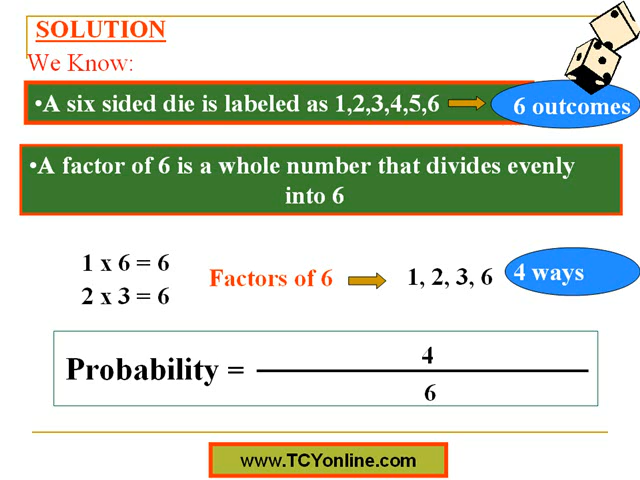 SOLUTION
We Know:
•A six sided die is labeled as 1,2,3,4,5,6
6 outcomes
•A factor of 6 is a whole number that divides evenly
into 6
1 x 6 = 6
2 x 3 = 6
Factors of 6
1, 2, 3, 6
4 ways
Probability =
4
6
www.TCYonline.com